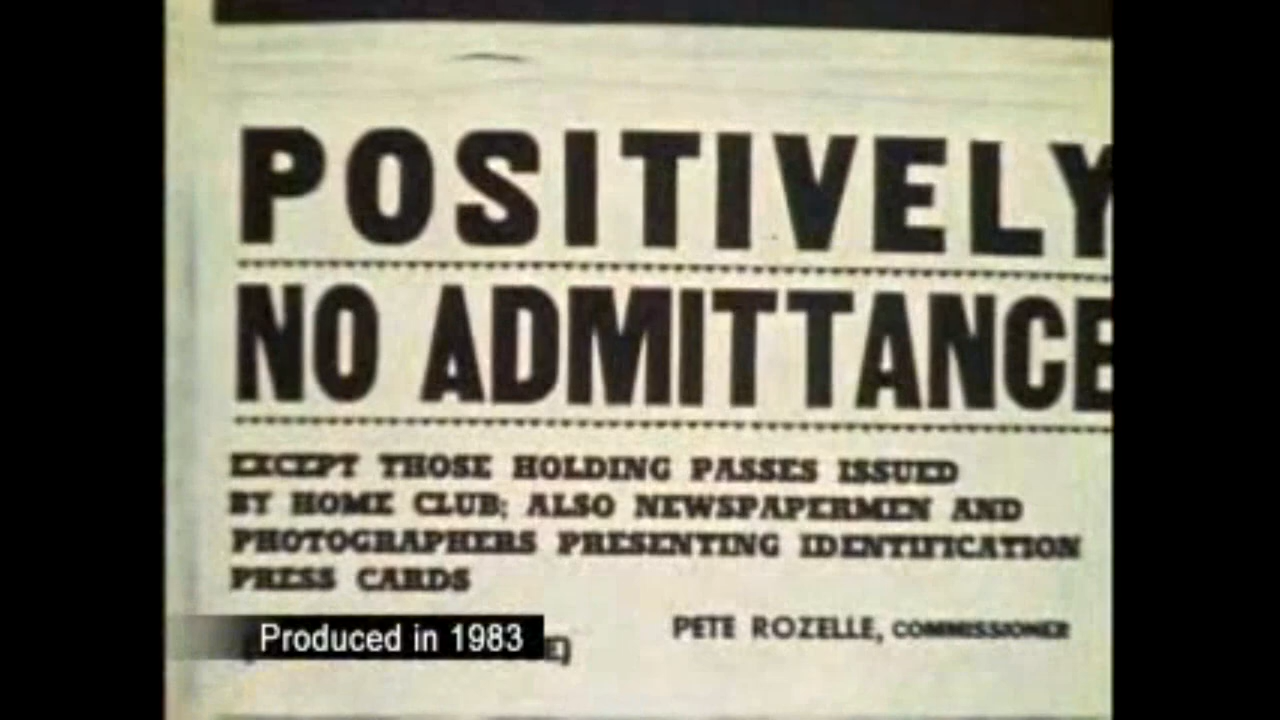 POSITIVELY
NO ADMITTANCE
EXCEPT THOSE HOLDING PASSES ISSUED
BY HOME CLUB; ALSO NEWSPAPERMEN AND
PHOTOGRAPHERS PRESENTING IDENTIFICATION
PRESS CARDS
PETE ROZELLE, COMMISSIONER
Produced in 1983